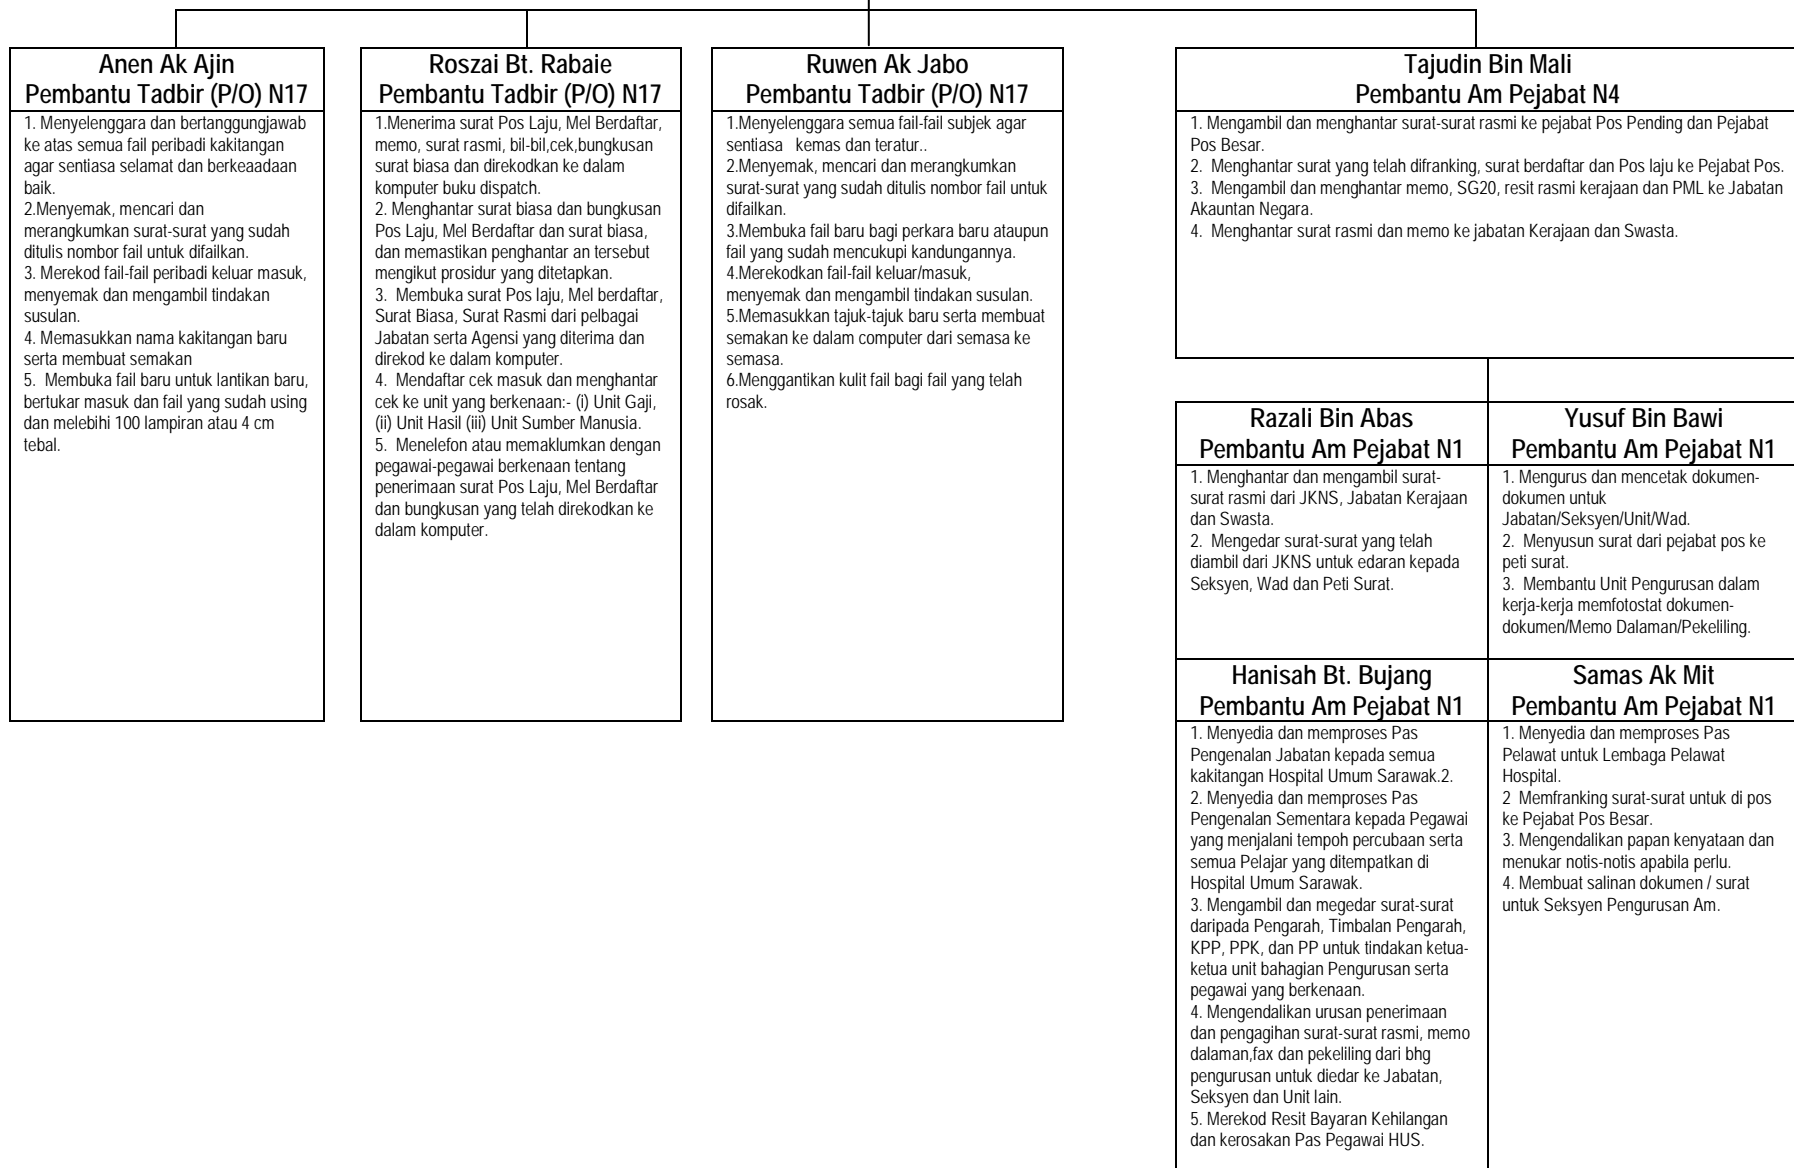 Anen Ak Ajin
Pembantu Tadbir (P/O) N17
1. Menyelenggara dan bertanggungjawab
ke atas semua fail peribadi kakitangan
agar sentiasa selamat dan berkeaadaan
baik.
2.Menyemak, mencari dan
merangkumkan surat-surat yang sudah
ditulis nombor fail untuk difailkan.
3. Merekod fail-fail peribadi keluar masuk,
menyemak dan mengambil tindakan
susulan.
4. Memasukkan nama kakitangan baru
serta membuat semakan
5. Membuka fail baru untuk lantikan baru,
bertukar masuk dan fail yang sudah using
dan melebihi 100 lampiran atau 4 cm
tebal.
Roszai Bt. Rabaie
Pembantu Tadbir (P/O) N17
1.Menerima surat Pos Laju, Mel Berdaftar,
memo, surat rasmi, bil-bil,cek,bungkusan
surat biasa dan direkodkan ke dalam
komputer buku dispatch.
2. Menghantar surat biasa dan bungkusan
Pos Laju, Mel Berdaftar dan surat biasa,
dan memastikan penghantar an tersebut
mengikut prosidur yang ditetapkan.
3. Membuka surat Pos laju, Mel berdaftar,
Surat Biasa, Surat Rasmi dari pelbagai
Jabatan serta Agensi yang diterima dan
direkod ke dalam komputer.
4. Mendaftar cek masuk dan menghantar
cek ke unit yang berkenaan:- (i) Unit Gaji,
(ii) Unit Hasil (iii) Unit Sumber Manusia.
5. Menelefon atau memaklumkan dengan
pegawai-pegawai berkenaan tentang
penerimaan surat Pos Laju, Mel Berdaftar
dan bungkusan yang telah direkodkan ke
dalam komputer.
Ruwen Ak Jabo
Pembantu Tadbir (P/O) N17
1.Menyelenggara semua fail-fail subjek agar
sentiasa kemas dan teratur..
2.Menyemak, mencari dan merangkumkan
surat-surat yang sudah ditulis nombor fail untuk
difailkan.
3.Membuka fail baru bagi perkara baru ataupun
fail yang sudah mencukupi kandungannya.
4.Merekodkan fail-fail keluar/masuk,
menyemak dan mengambil tindakan susulan.
5.Memasukkan tajuk-tajuk baru serta membuat
semakan ke dalam computer dari semasa ke
semasa.
6.Menggantikan kulit fail bagi fail yang telah
rosak.
Tajudin Bin Mali
Pembantu Am Pejabat N4
1. Mengambil dan menghantar surat-surat rasmi ke pejabat Pos Pending dan Pejabat
Pos Besar.
2. Menghantar surat yang telah difranking, surat berdaftar dan Pos laju ke Pejabat Pos.
3. Mengambil dan menghantar memo, SG20, resit rasmi kerajaan dan PML ke Jabatan
Akauntan Negara.
4. Menghantar surat rasmi dan memo ke jabatan Kerajaan dan Swasta.
Razali Bin Abas
Pembantu Am Pejabat N1
1. Menghantar dan mengambil surat-
surat rasmi dari JKNS, Jabatan Kerajaan
dan Swasta.
2. Mengedar surat-surat yang telah
diambil dari JKNS untuk edaran kepada
Seksyen, Wad dan Peti Surat.
Yusuf Bin Bawi
Pembantu Am Pejabat N1
1. Mengurus dan mencetak dokumen-
dokumen untuk
Jabatan/Seksyen/Unit/Wad.
2. Menyusun surat dari pejabat pos ke
peti surat.
3. Membantu Unit Pengurusan dalam
kerja-kerja memfotostat dokumen-
dokumen/Memo Dalaman/Pekeliling.
Hanisah Bt. Bujang
Pembantu Am Pejabat N1
1. Menyedia dan memproses Pas
Pengenalan Jabatan kepada semua
kakitangan Hospital Umum Sarawak.2.
2. Menyedia dan memproses Pas
Pengenalan Sementara kepada Pegawai
yang menjalani tempoh percubaan serta
semua Pelajar yang ditempatkan di
Hospital Umum Sarawak.
3. Mengambil dan megedar surat-surat
daripada Pengarah, Timbalan Pengarah,
KPP, PPK, dan PP untuk tindakan ketua-
ketua unit bahagian Pengurusan serta
pegawai yang berkenaan.
4. Mengendalikan urusan penerimaan
dan pengagihan surat-surat rasmi, memo
dalaman,fax dan pekeliling dari bhg
pengurusan untuk diedar ke Jabatan,
Seksyen dan Unit lain.
5. Merekod Resit Bayaran Kehilangan
dan kerosakan Pas Pegawai HUS.
Samas Ak Mit
Pembantu Am Pejabat N1
1. Menyedia dan memproses Pas
Pelawat untuk Lembaga Pelawat
Hospital.
2 Memfranking surat-surat untuk di pos
ke Pejabat Pos Besar.
3. Mengendalikan papan kenyataan dan
menukar notis-notis apabila perlu.
4. Membuat salinan dokumen / surat
untuk Seksyen Pengurusan Am.